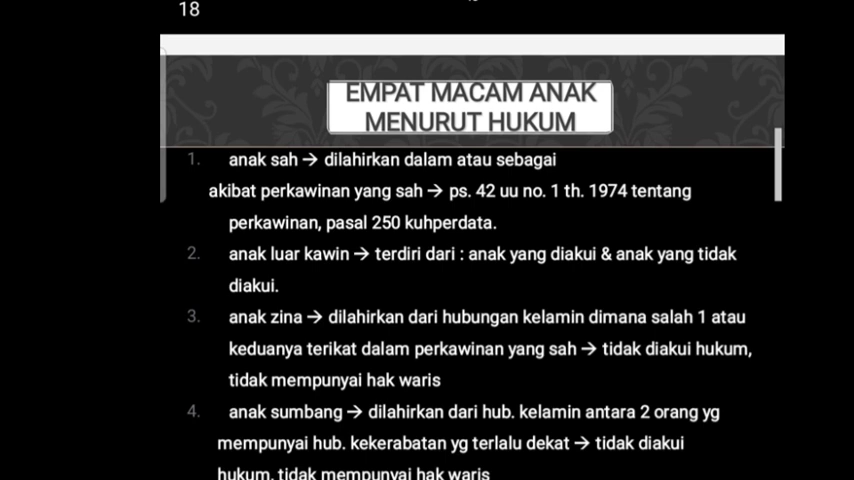 18
EMPAT MACAM ANAK
MENURUT HUKUM
1. anak sah → dilahirkan dalam atau sebagai
akibat perkawinan yang sah → ps. 42 uu no. 1 th. 1974 tentang
perkawinan, pasal 250 kuhperdata.
2. anak luar kawin → terdiri dari : anak yang diakui & anak yang tidak
diakui.
3. anak zina → dilahirkan dari hubungan kelamin dimana salah 1 atau
keduanya terikat dalam perkawinan yang sah → tidak diakui hukum,
tidak mempunyai hak waris
4. anak sumbang → dilahirkan dari hub. kelamin antara 2 orang yg
mempunyai hub. kekerabatan yg terlalu dekat → tidak diakui
hukum, tidak mempunyai hak waris